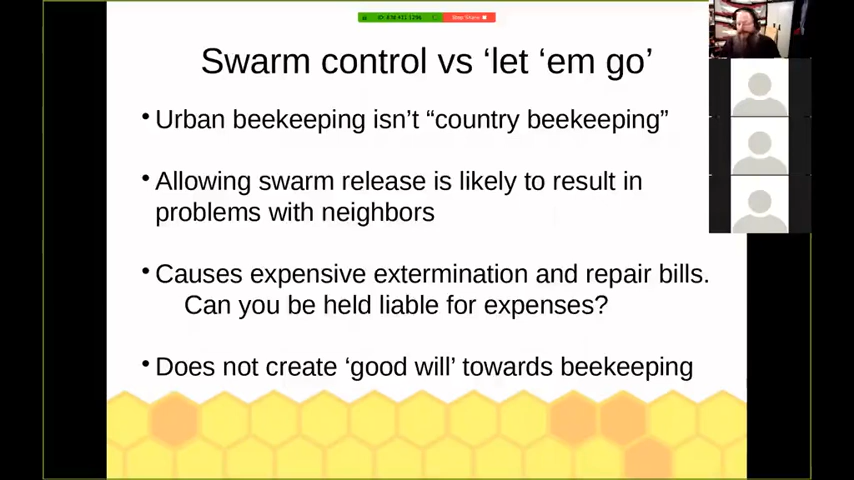 Stop Share
Swarm control vs ‘let ‘em go’
•Urban beekeeping isn’t “country beekeeping”
•Allowing swarm release is likely to result in
problems with neighbors
•Causes expensive extermination and repair bills.
Can you be held liable for expenses?
•Does not create ‘good will’ towards beekeeping